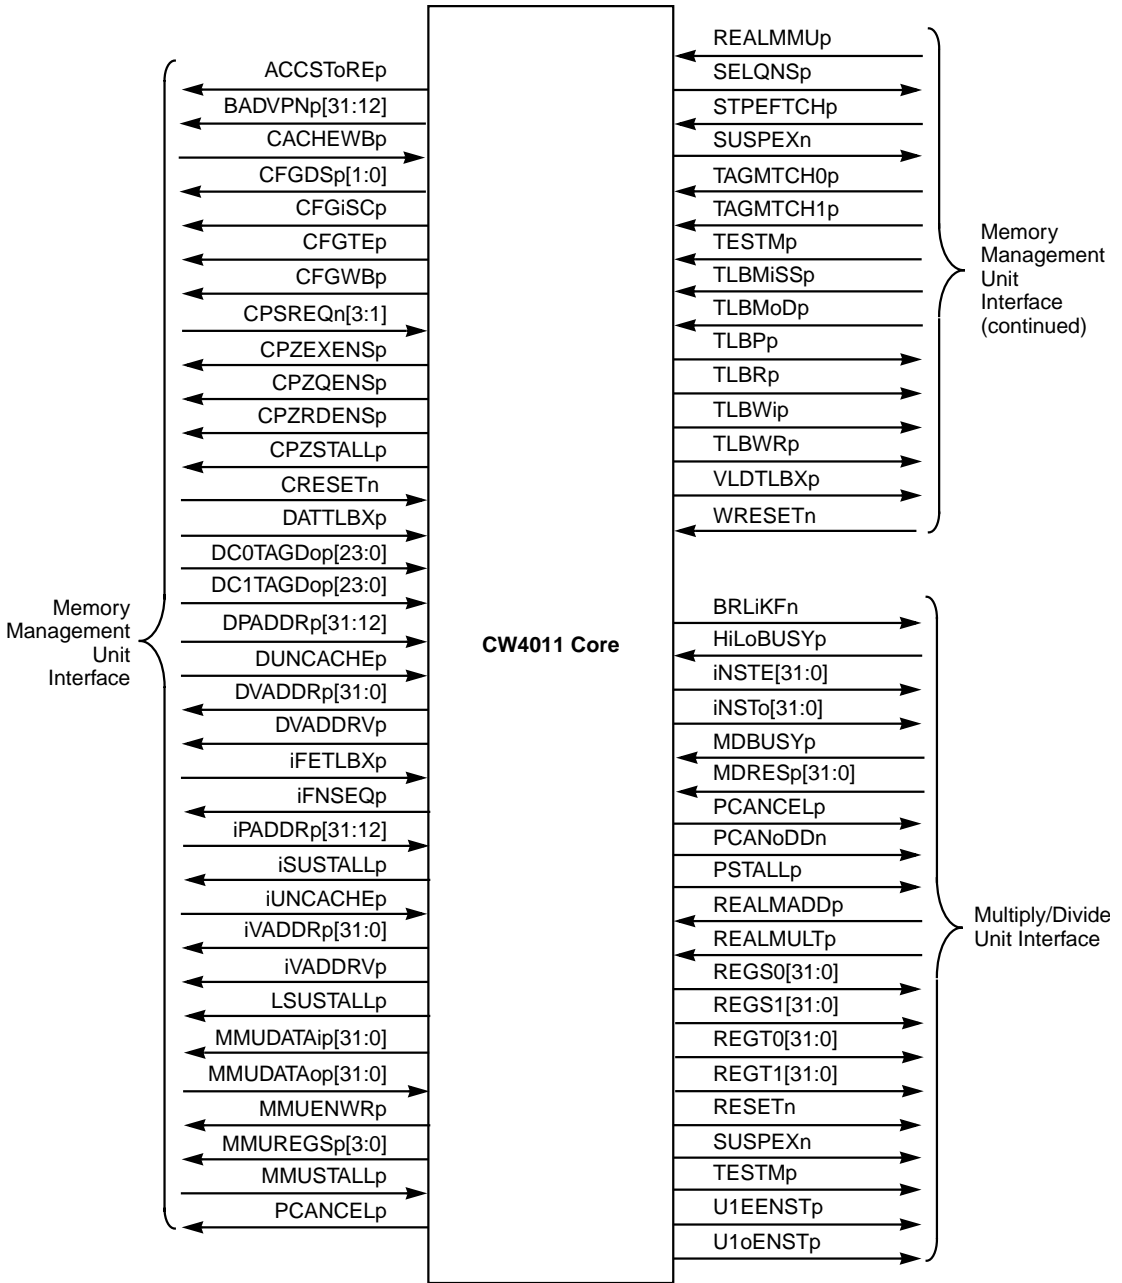 ACCSToREp
BADVPNp[31:12]
CACHEWBp
CFGDSp[1:0]
CFGiSCp
CFGTEp
CFGWBp
CPSREQn[3:1]
CPZEXENSp
CPZQENSp
CPZRDENSp
CPZSTALLp
CRESETn
DATTLBXp
DC0TAGDop[23:0]
DC1TAGDop[23:0]
DPADDRp[31:12]
DUNCACHEp
DVADDRp[31:0]
DVADDRVp
iFETLBXp
iFNSEQp
iPADDRp[31:12]
iSUSTALLp
iUNCACHEp
iVADDRp[31:0]
iVADDRVp
LSUSTALLp
MMUDATAip[31:0]
MMUDATAop[31:0]
MMUENWRp
MMUREGSp[3:0]
MMUSTALLp
PCANCELp
Memory
Management
Unit
Interface
CW4011 Core
REALMMUp
SELQNSp
STPEFTCHp
SUSPEXn
TAGMTCH0p
TAGMTCH1p
TESTMp
TLBMiSSp
TLBMoDp
TLBPp
TLBRp
TLBWip
TLBWRp
VLDTLBXp
WRESETn
Memory
Management
Unit
Interface
(continued)
BRLiKFn
HiLoBUSYp
iNSTE[31:0]
iNSTo[31:0]
MDBUSYp
MDRESp[31:0]
PCANCELp
PCANoDDn
PSTALLp
REALMADDp
REALMULTp
REGS0[31:0]
REGS1[31:0]
REGT0[31:0]
REGT1[31:0]
RESETn
SUSPEXn
TESTMp
U1EENSTp
U1oENSTp
Multiply/Divide
Unit Interface